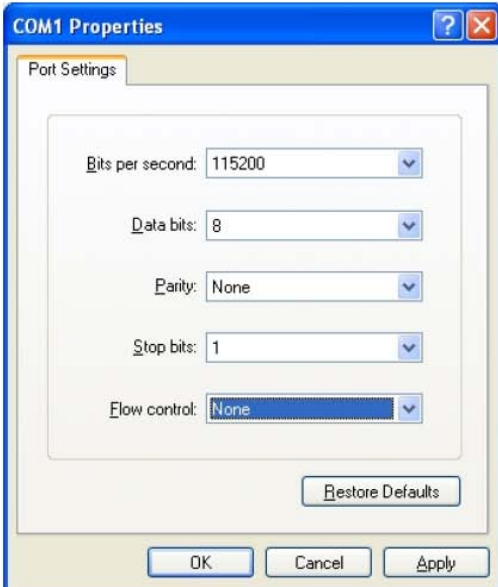 COM1 Properties
Port Settings
Bits per second: 115200
Data bits: 8
Parity: None
Stop bits: 1
Flow control: None
Restore Defaults
OK Cancel Apply